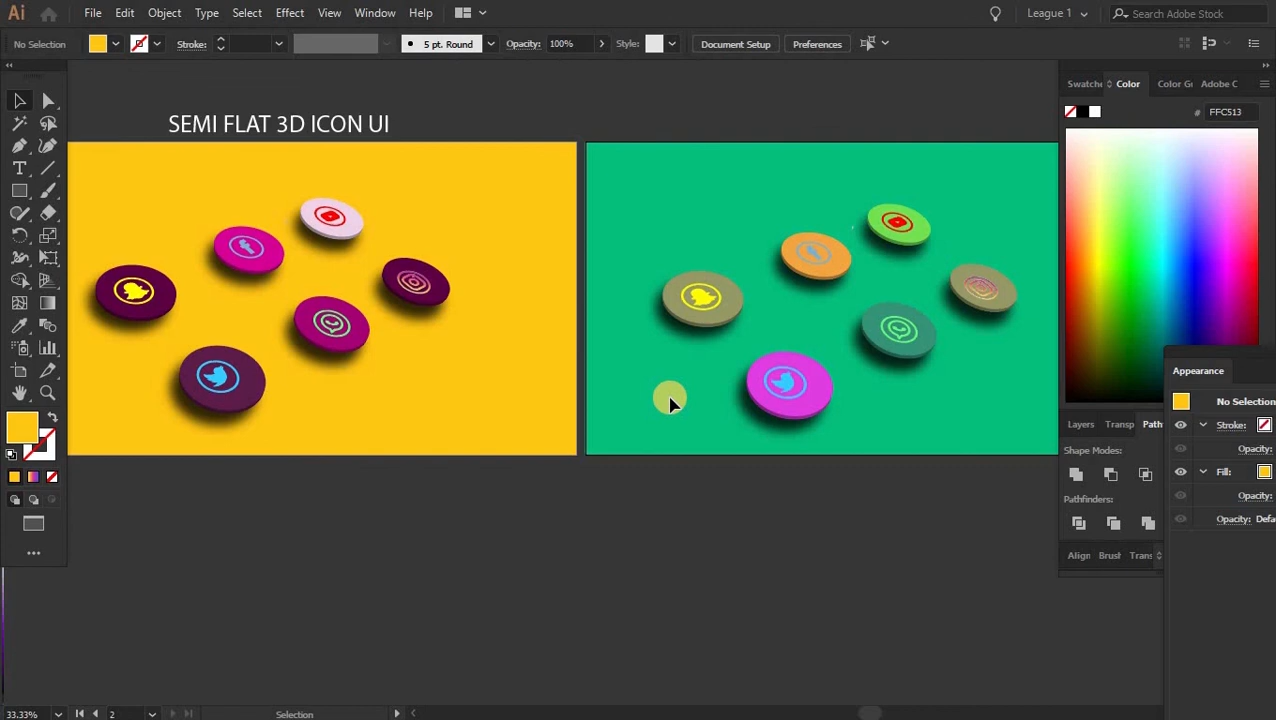 Ai File Edit Object Type Select Effect View Window Help League 1 Search Adobe Stock
No Selection Stroke: 5 pt. Round Opacity: 100% Style: Document Setup Preferences
Swatche Color Color G Adobe C
# FFC513
SEMI FLAT 3D ICON UI
Appearance
No Selection
Layers Transp Path Stroke:
Shape Modes: Opacity:
Fill:
Pathfinders: Opacity:
Opacity: Defa
Align Brush Trans
33.33% 2 Selection